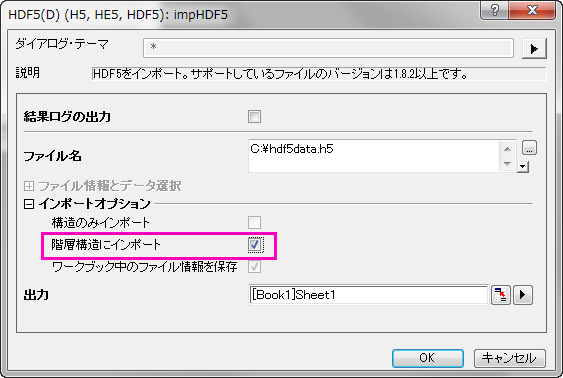 HDF5(D) (H5, HE5, HDF5): impHDF5
ダイアログ・テーマ *
説明 HDF5をインポート。サポートしているファイルのバージョンは1.8.2以上です。
結果ログの出力
ファイル名 C:¥hdf5data.h5
ファイル情報とデータ選択
インポートオプション
構造のみインポート
階層構造にインポート
ワークブック中のファイル情報を保存
出力 [Book1]Sheet1
OK キャンセル